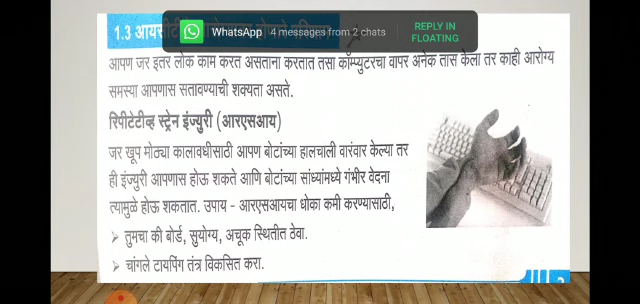 1.3 आयसीटी
WhatsApp 4 messages from 2 chats
REPLY IN
FLOATING
आपण जर इतर लोक काम करत असताना करतात तसा कॉम्प्युटरचा वापर अनेक तास केला तर काही आरोग्य
समस्या आपणास सतावण्याची शक्यता असते.
रिपीटेटीव्ह स्ट्रेन इंज्युरी (आरएसआय)
जर खूप मोठ्या कालावधीसाठी आपण बोटांच्या हालचाली वारंवार केल्या तर
ही इंज्युरी आपणास होऊ शकते आणि बोटांच्या सांध्यांमध्ये गंभीर वेदना
त्यामुळे होऊ शकतात. उपाय - आरएसआयचा धोका कमी करण्यासाठी,
➢ तुमचा की बोर्ड, सुयोग्य, अचूक स्थितीत ठेवा.
➢ चांगले टायपिंग तंत्र विकसित करा.